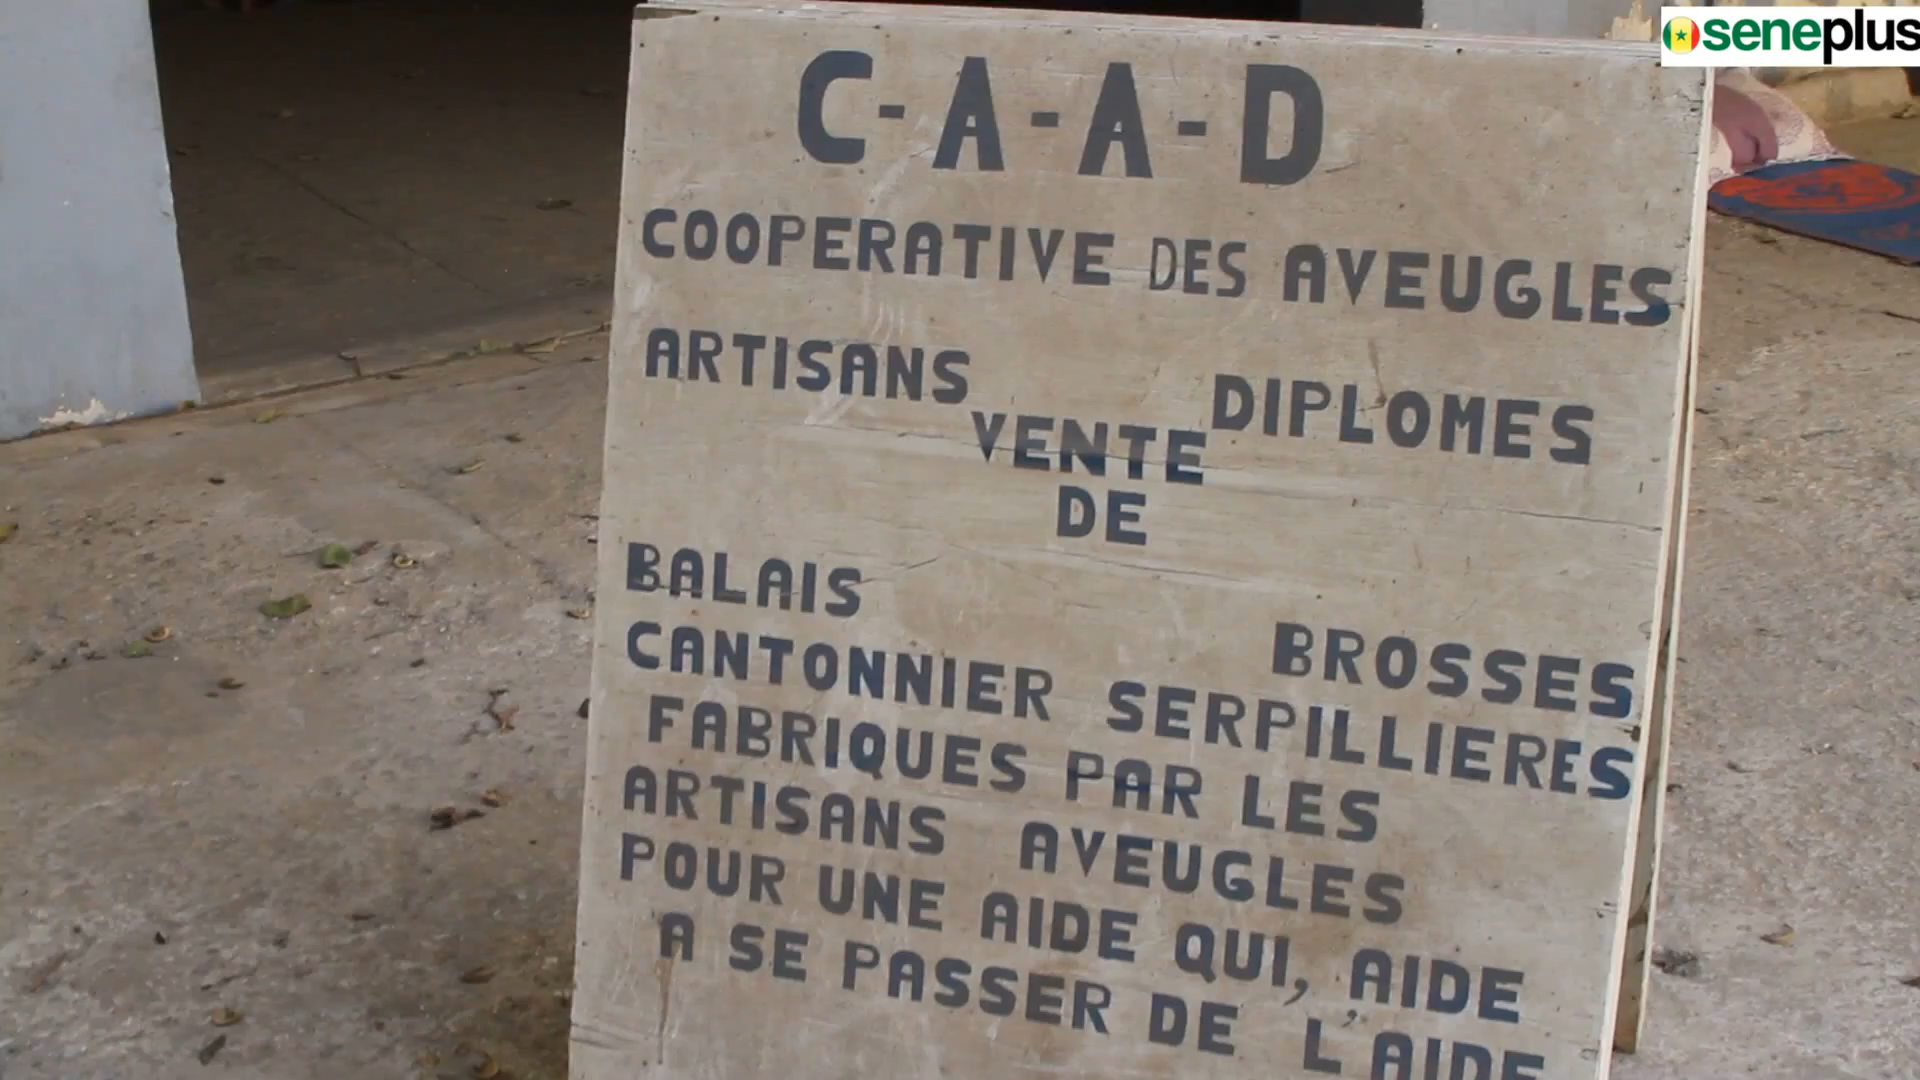 seneplus
C-A-A-D
COOPERATIVE DES AVEUGLES
ARTISANS DIPLOMES
VENTE
DE
BALAIS BROSSES
CANTONNIER SERPILLIERES
FABRIQUES PAR LES
ARTISANS AVEUGLES
POUR UNE AIDE QUI, AIDE
A SE PASSER DE L'AIDE